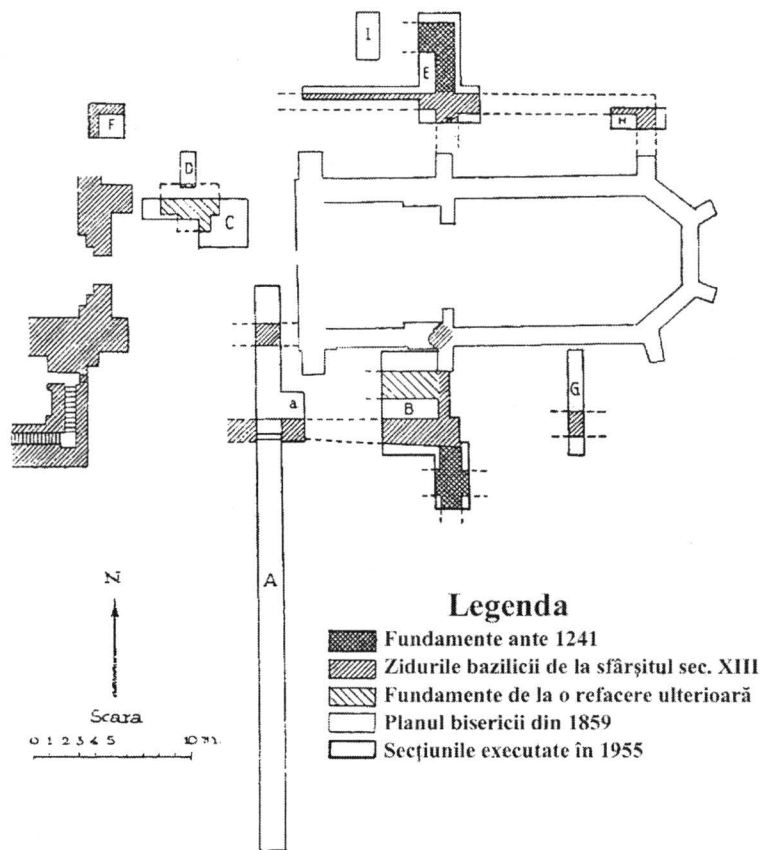 I
E
F
H
D
C
a
B
G
A
N
Scara
0 1 2 3 4 5 10 m.
Legenda
Fundamente ante 1241
Zidurile bazilicii de la sfârșitul sec. XIII
Fundamente de la o refacere ulterioară
Planul bisericii din 1859
Secțiunile executate în 1955